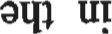 in the